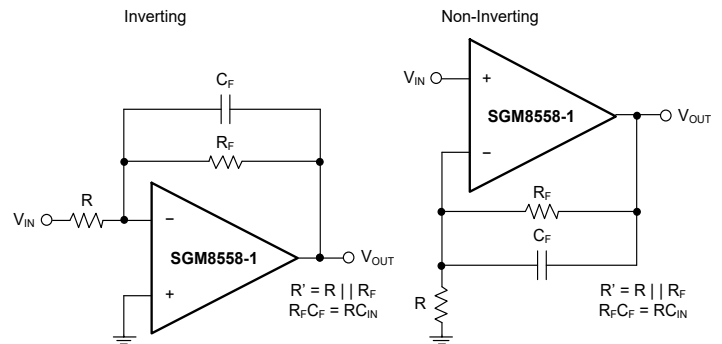 Inverting
C_F
R_F
R
V_IN
−
SGM8558-1
+
V_OUT
R' = R || R_F
R_FC_F = RC_IN
Non-Inverting
V_IN
+
SGM8558-1
−
V_OUT
R_F
C_F
R
R' = R || R_F
R_FC_F = RC_IN